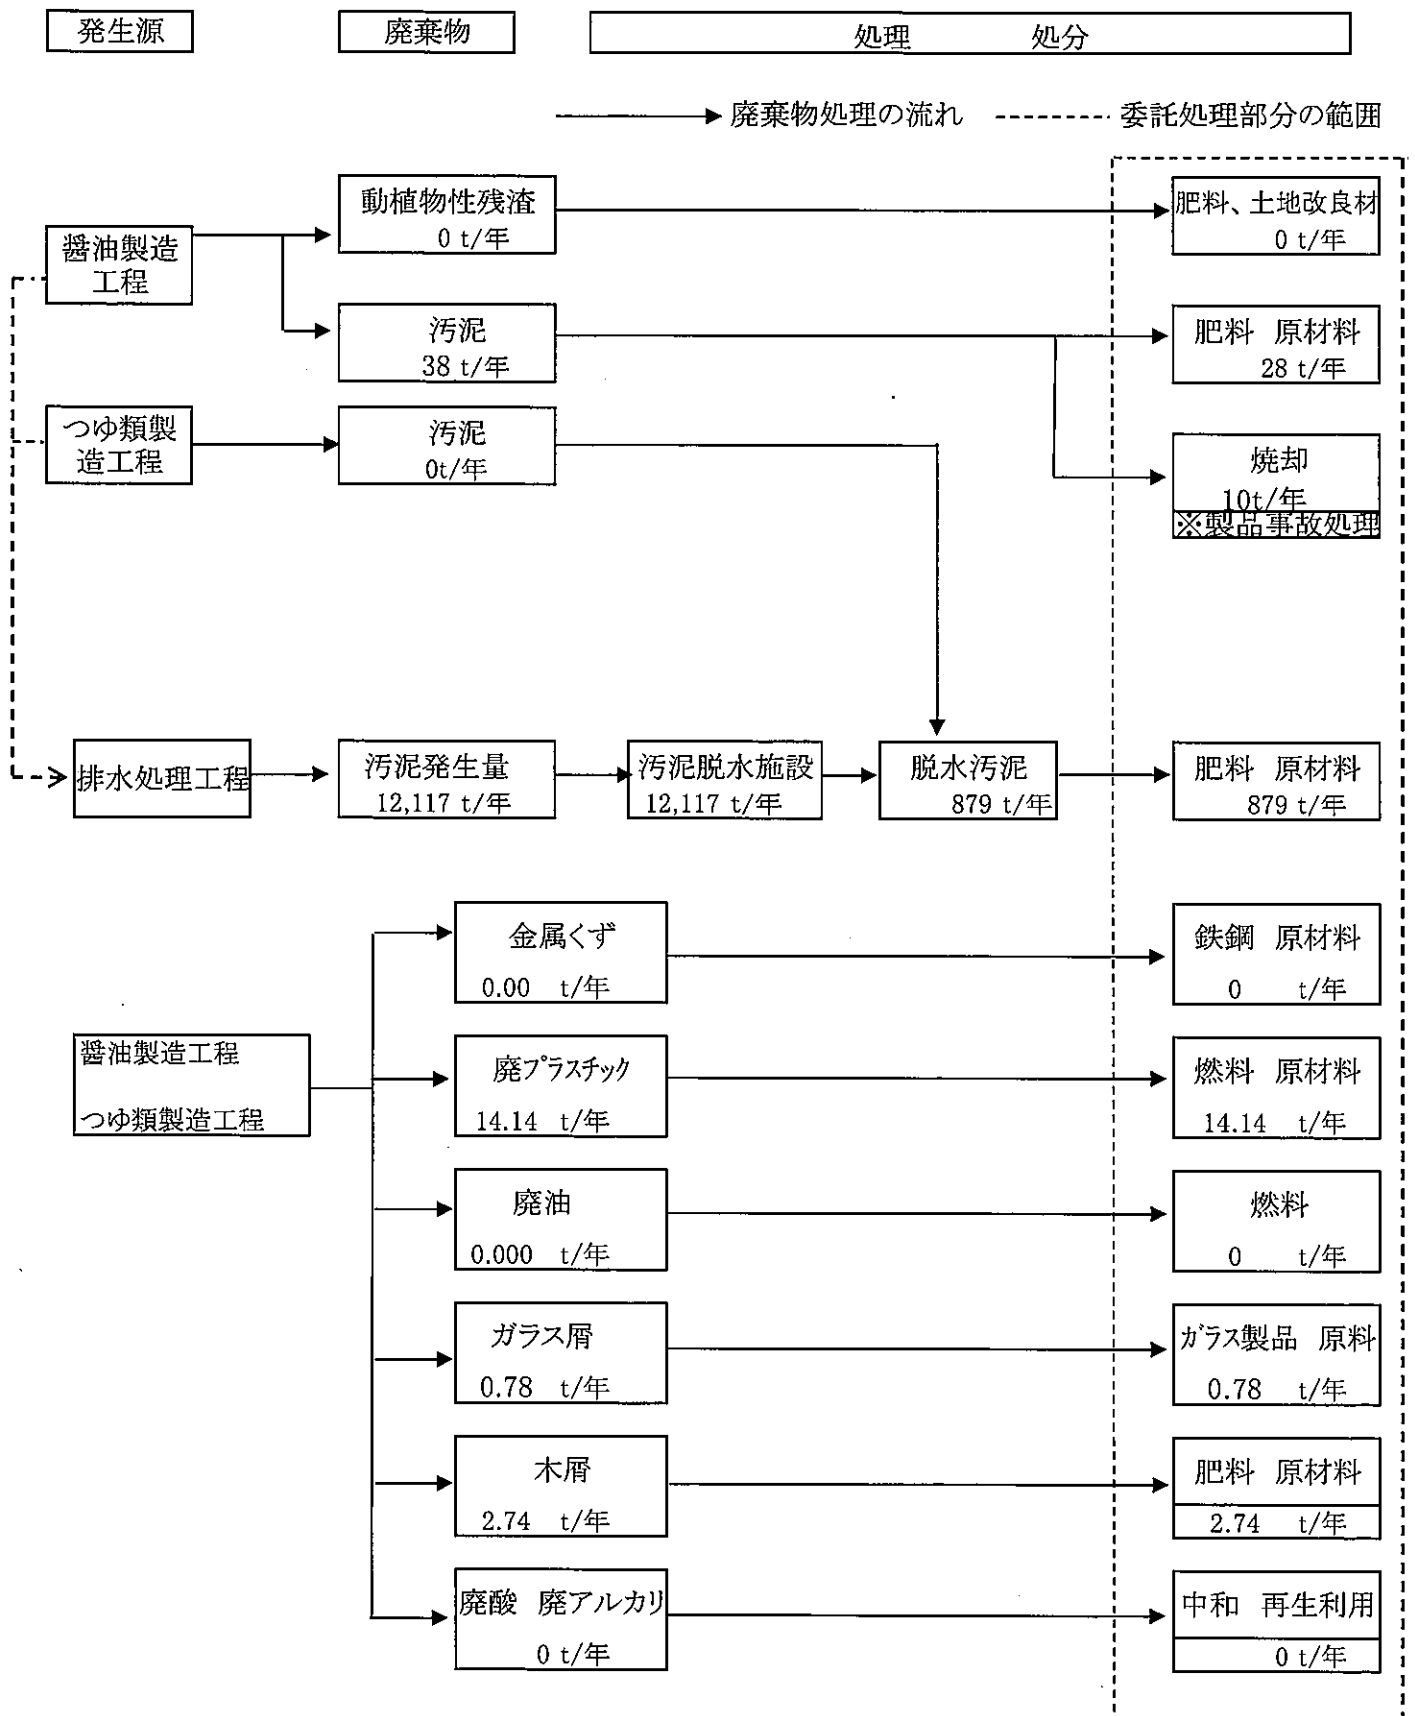 発生源
廃棄物
処理　処分
廃棄物処理の流れ
委託処理部分の範囲
動植物性残渣
0 t/年
肥料、土地改良材
0 t/年
醤油製造
工程
汚泥
38 t/年
肥料 原材料
28 t/年
つゆ類製
造工程
汚泥
0t/年
焼却
10t/年
※製品事故処理
排水処理工程
汚泥発生量
12,117 t/年
汚泥脱水施設
12,117 t/年
脱水汚泥
879 t/年
肥料 原材料
879 t/年
金属くず
0.00 t/年
鉄鋼 原材料
0 t/年
醤油製造工程
つゆ類製造工程
廃プラスチック
14.14 t/年
燃料 原材料
14.14 t/年
廃油
0.000 t/年
燃料
0 t/年
ガラス屑
0.78 t/年
ガラス製品 原料
0.78 t/年
木屑
2.74 t/年
肥料 原材料
2.74 t/年
廃酸 廃アルカリ
0 t/年
中和 再生利用
0 t/年